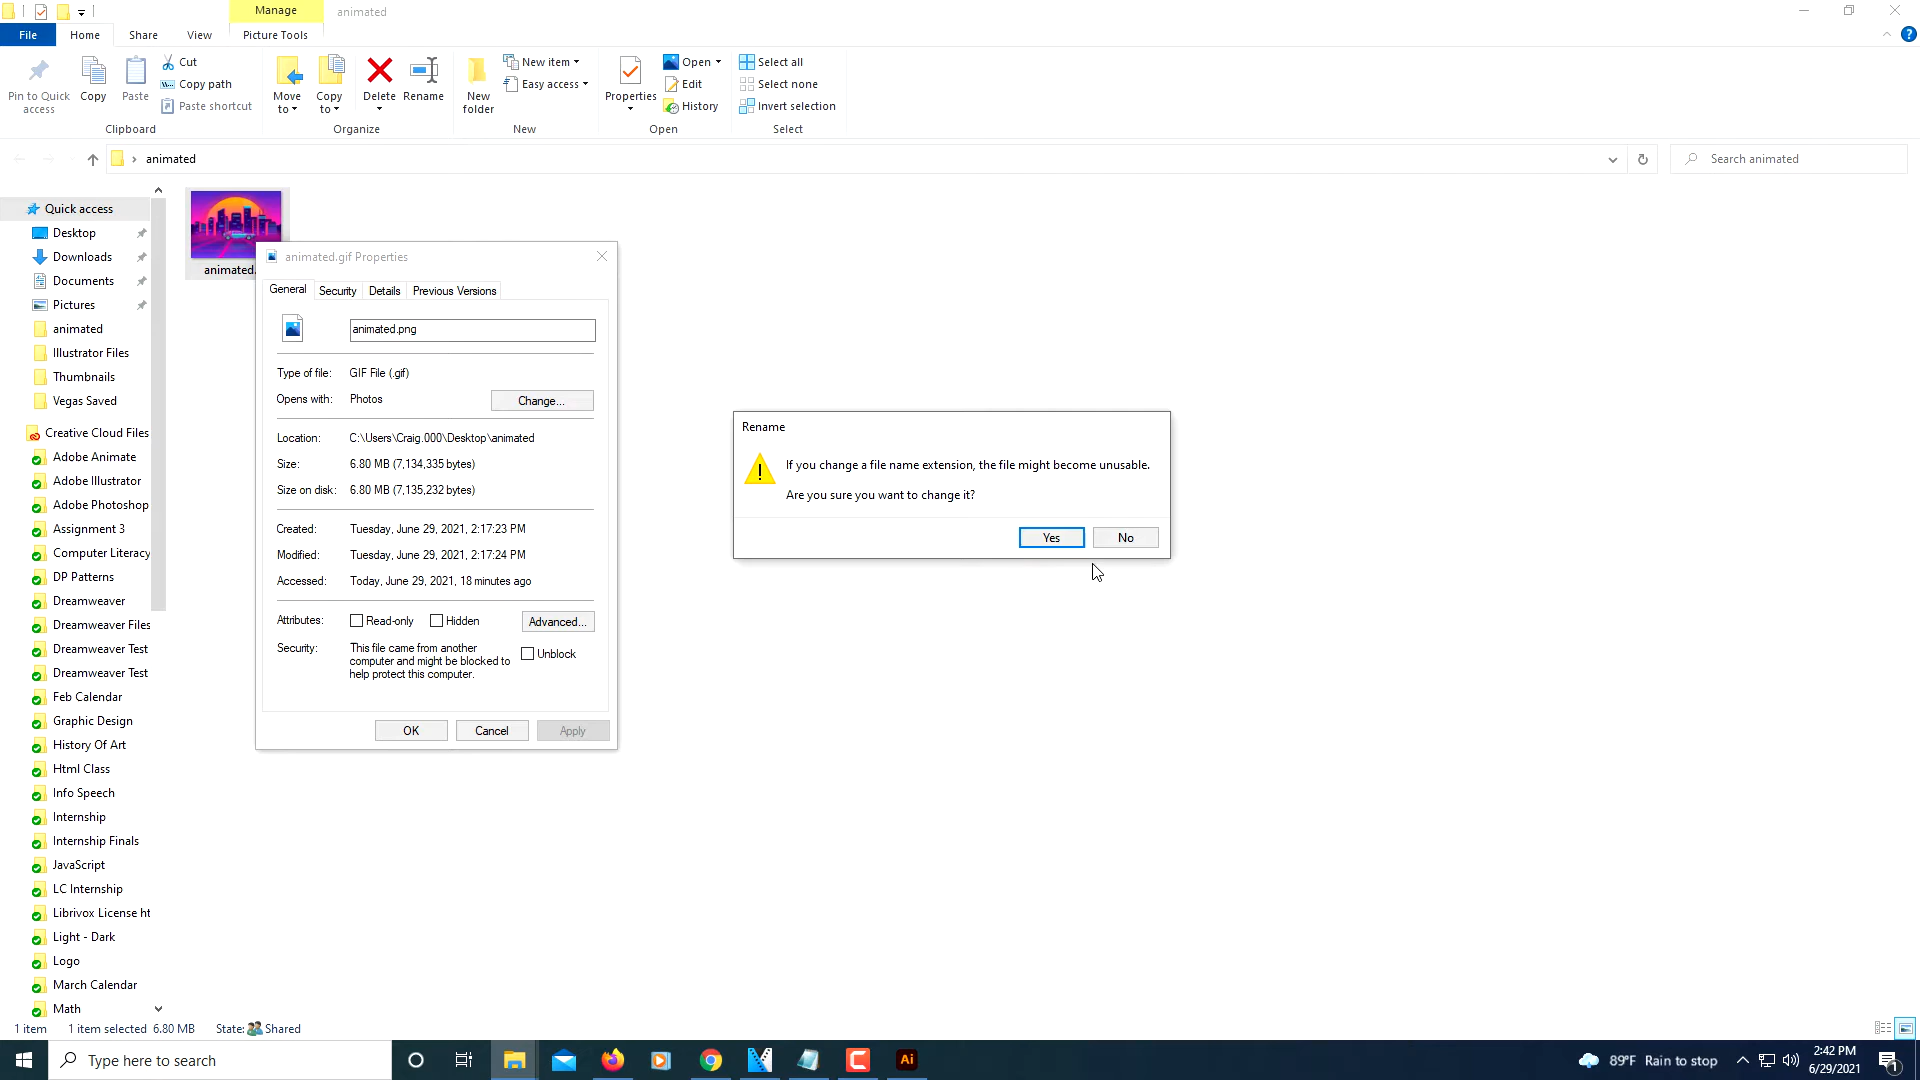 Manage
animated
File
Home
Share
View
Picture Tools
Pin to Quick access
Copy
Paste
Cut
Copy path
Paste shortcut
Clipboard
Move to
Copy to
Delete
Rename
Organize
New folder
New item
Easy access
New
Properties
Open
Edit
History
Open
Select all
Select none
Invert selection
Select
animated
Search animated
Quick access
Desktop
Downloads
Documents
Pictures
animated
Illustrator Files
Thumbnails
Vegas Saved
Creative Cloud Files
Adobe Animate
Adobe Illustrator
Adobe Photoshop
Assignment 3
Computer Literacy
DP Patterns
Dreamweaver
Dreamweaver Files
Dreamweaver Test
Dreamweaver Test
Feb Calendar
Graphic Design
History Of Art
Html Class
Info Speech
Internship
Internship Finals
JavaScript
LC Internship
Librivox License ht
Light - Dark
Logo
March Calendar
Math
animated.
animated.gif Properties
General
Security
Details
Previous Versions
animated.png
Type of file: GIF File (.gif)
Opens with: Photos
Change...
Location: C:\Users\Craig.000\Desktop\animated
Size: 6.80 MB (7,134,335 bytes)
Size on disk: 6.80 MB (7,135,232 bytes)
Created: Tuesday, June 29, 2021, 2:17:23 PM
Modified: Tuesday, June 29, 2021, 2:17:24 PM
Accessed: Today, June 29, 2021, 18 minutes ago
Attributes: Read-only Hidden Advanced...
Security: This file came from another
computer and might be blocked to
help protect this computer.
Unblock
OK
Cancel
Apply
Rename
If you change a file name extension, the file might become unusable.
Are you sure you want to change it?
Yes
No
1 item 1 item selected 6.80 MB State: Shared
Type here to search
Ai
89°F Rain to stop
2:42 PM
6/29/2021
1